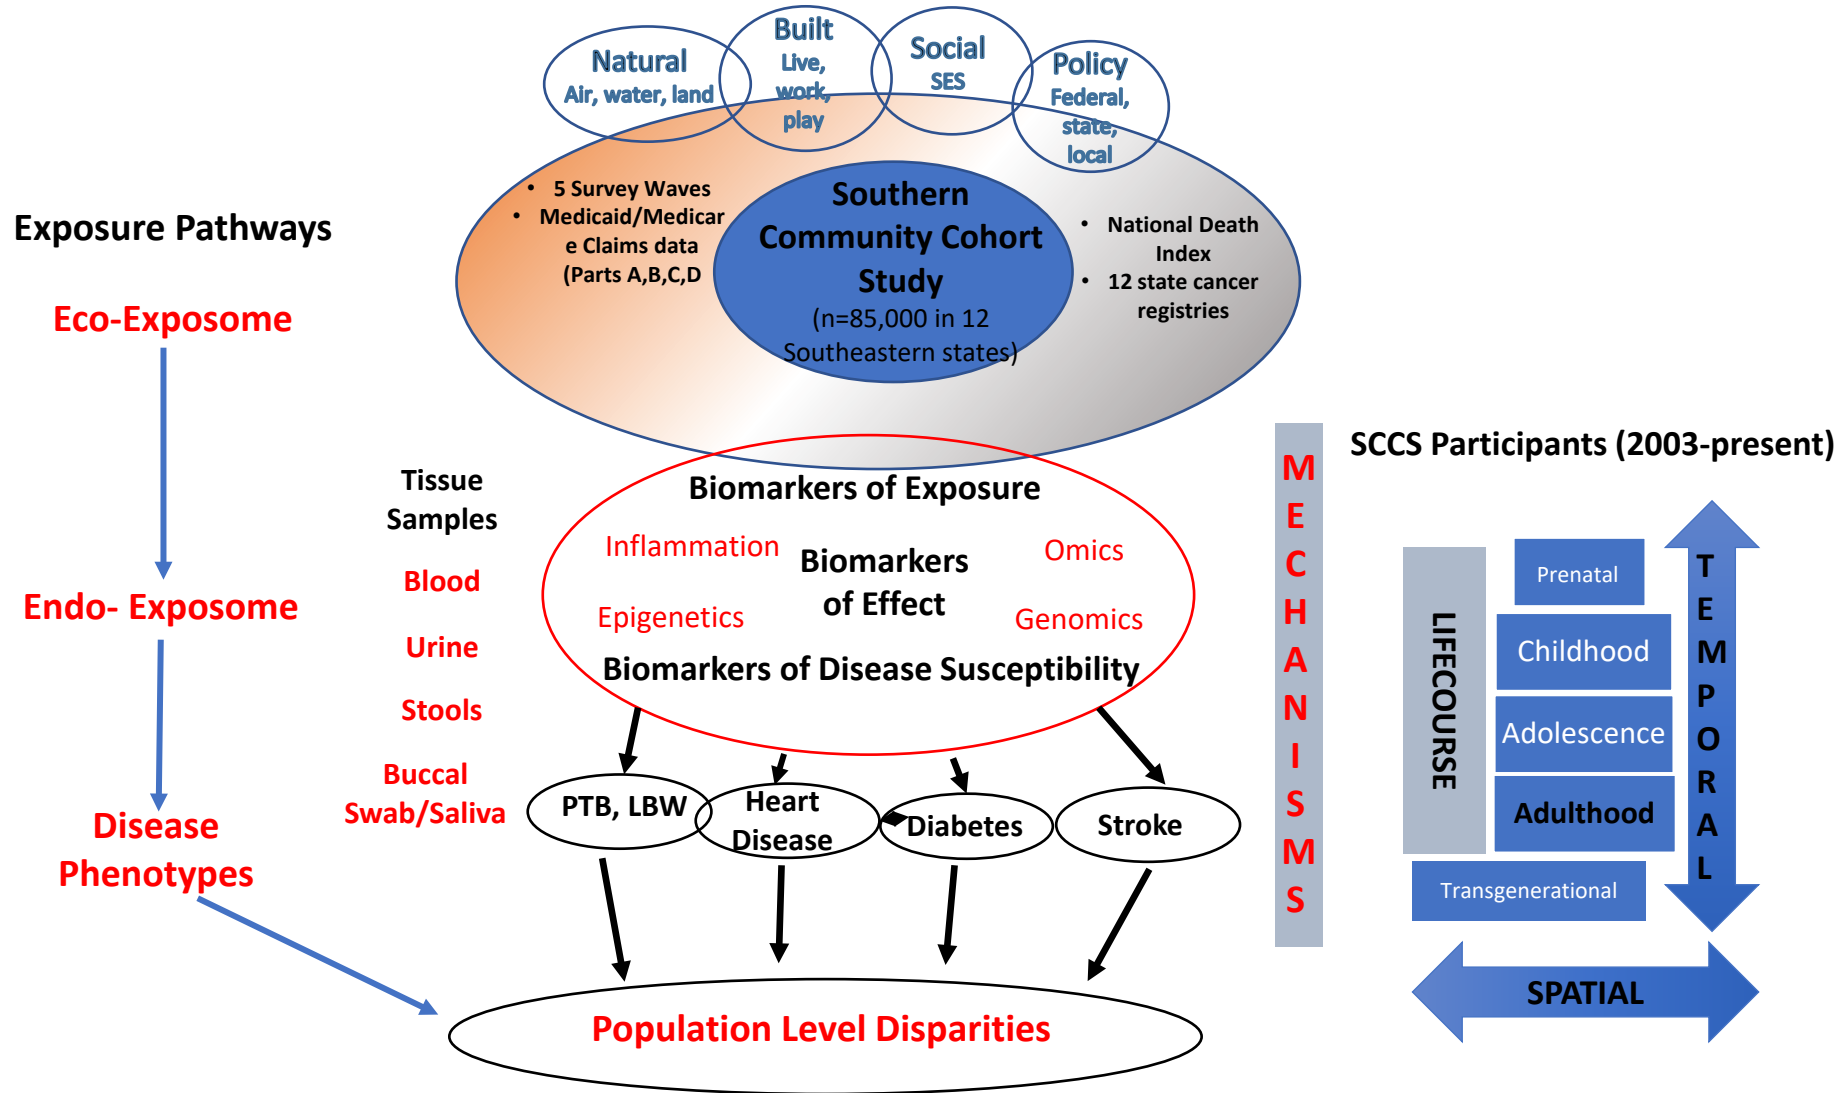 Natural
Air, water, land
Built
Live,
work,
play
Social
SES
Policy
Federal,
state,
local
• 5 Survey Waves
• Medicaid/Medicar
e Claims data
(Parts A,B,C,D
Southern
Community Cohort
Study
(n=85,000 in 12
Southeastern states)
• National Death
Index
• 12 state cancer
registries
Exposure Pathways
Eco-Exposome
Endo- Exposome
Disease
Phenotypes
Tissue
Samples
Blood
Urine
Stools
Buccal
Swab/Saliva
Biomarkers of Exposure
Inflammation
Omics
Biomarkers
of Effect
Epigenetics
Genomics
Biomarkers of Disease Susceptibility
PTB, LBW
Heart
Disease
Diabetes
Stroke
Population Level Disparities
MECHANISMS
SCCS Participants (2003-present)
LIFECOURSE
Prenatal
Childhood
Adolescence
Adulthood
Transgenerational
TEMPORAL
SPATIAL